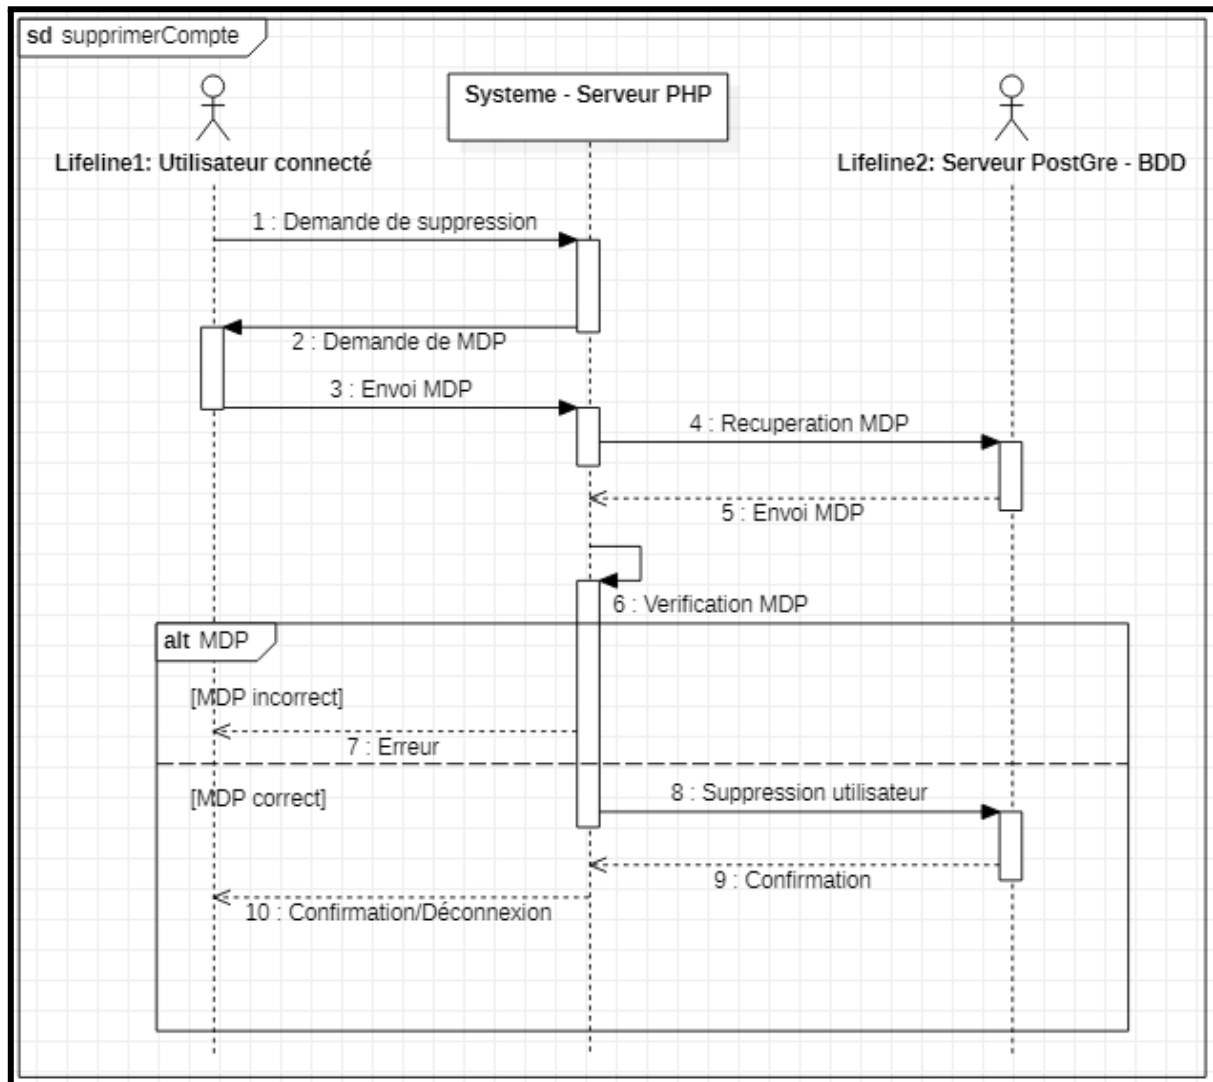 sd supprimerCompte
Systeme - Serveur PHP
Lifeline1: Utilisateur connecté
Lifeline2: Serveur PostGre - BDD
1 : Demande de suppression
2 : Demande de MDP
3 : Envoi MDP
4 : Recuperation MDP
5 : Envoi MDP
6 : Verification MDP
alt MDP
[MDP incorrect]
7 : Erreur
[MDP correct]
8 : Suppression utilisateur
9 : Confirmation
10 : Confirmation/Déconnexion